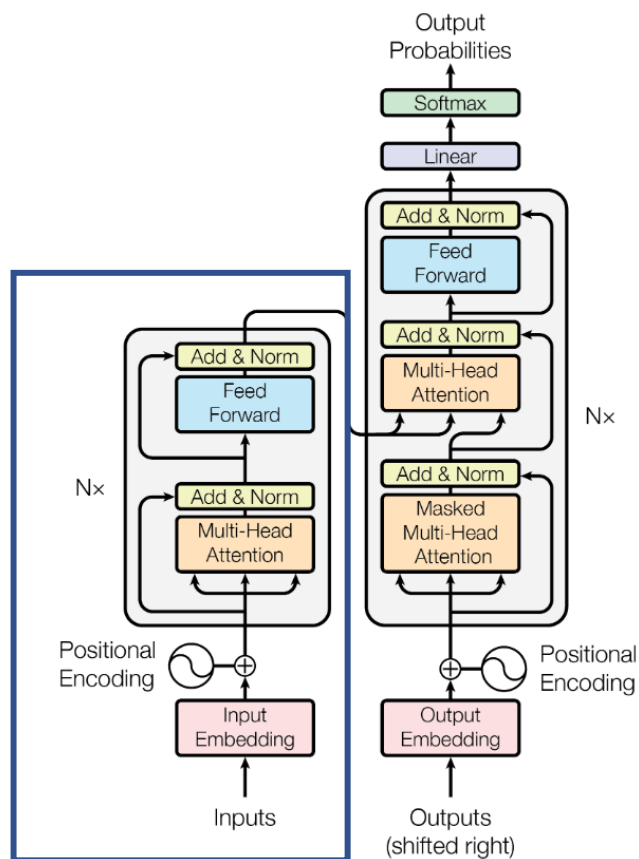 Output
Probabilities
Softmax
Linear
Add & Norm
Feed
Forward
Add & Norm
Multi-Head
Attention
Nx
Add & Norm
Masked
Multi-Head
Attention
Positional
Encoding
Output
Embedding
Outputs
(shifted right)
Add & Norm
Feed
Forward
Nx
Add & Norm
Multi-Head
Attention
Positional
Encoding
Input
Embedding
Inputs